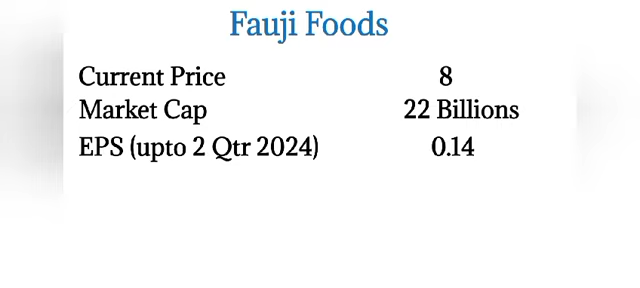 Fauji Foods
Current Price 8
Market Cap 22 Billions
EPS (upto 2 Qtr 2024) 0.14